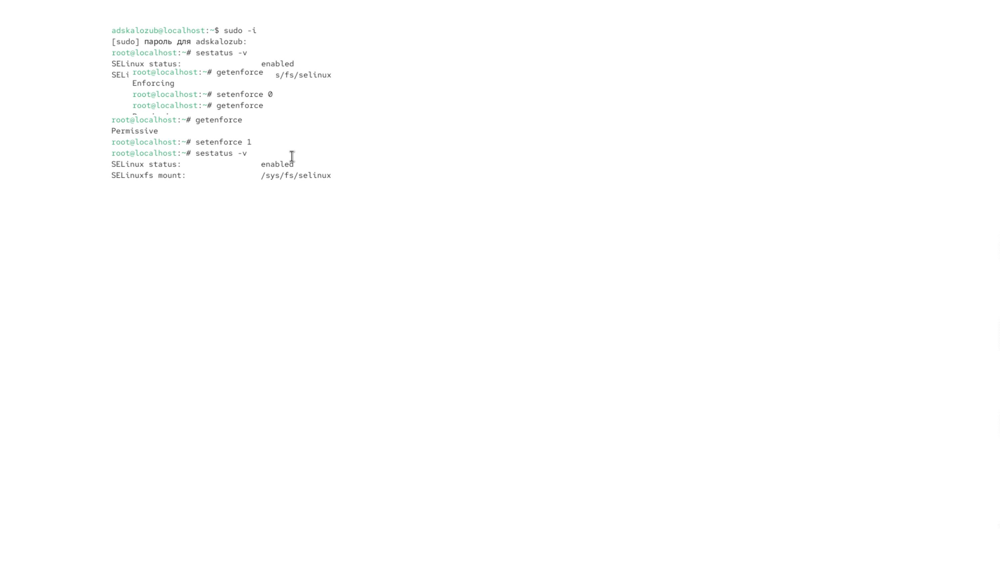 adskalozub@localhost:~$ sudo -i
[sudo] пароль для adskalozub:
root@localhost:~# sestatus -v
SELinux status: enabled
SELi s/fs/selinux
root@localhost:~# getenforce
Enforcing
root@localhost:~# setenforce 0
root@localhost:~# getenforce
root@localhost:~# getenforce
Permissive
root@localhost:~# setenforce 1
root@localhost:~# sestatus -v
SELinux status: enabled
SELinuxfs mount: /sys/fs/selinux